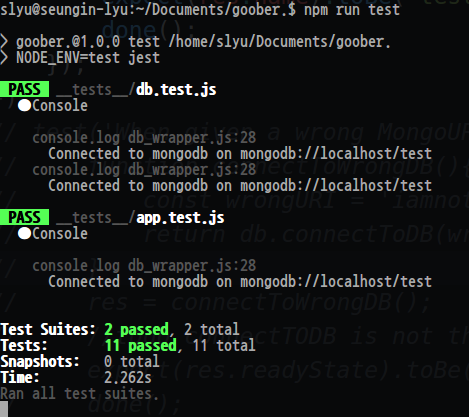 slyu@seungin-lyu:~/Documents/goober.$ npm run test
> goober.@1.0.0 test /home/slyu/Documents/goober.
> NODE_ENV=test jest
PASS __tests__/db.test.js
●Console
console.log db_wrapper.js:28
Connected to mongodb on mongodb://localhost/test
console.log db_wrapper.js:28
Connected to mongodb on mongodb://localhost/test
PASS __tests__/app.test.js
●Console
console.log db_wrapper.js:28
Connected to mongodb on mongodb://localhost/test
res = connectToWrongDB();
Test Suites: 2 passed, 2 total
Tests: 11 passed, 11 total
Snapshots: 0 total
Time: 2.262s
Ran all test suites.
done();